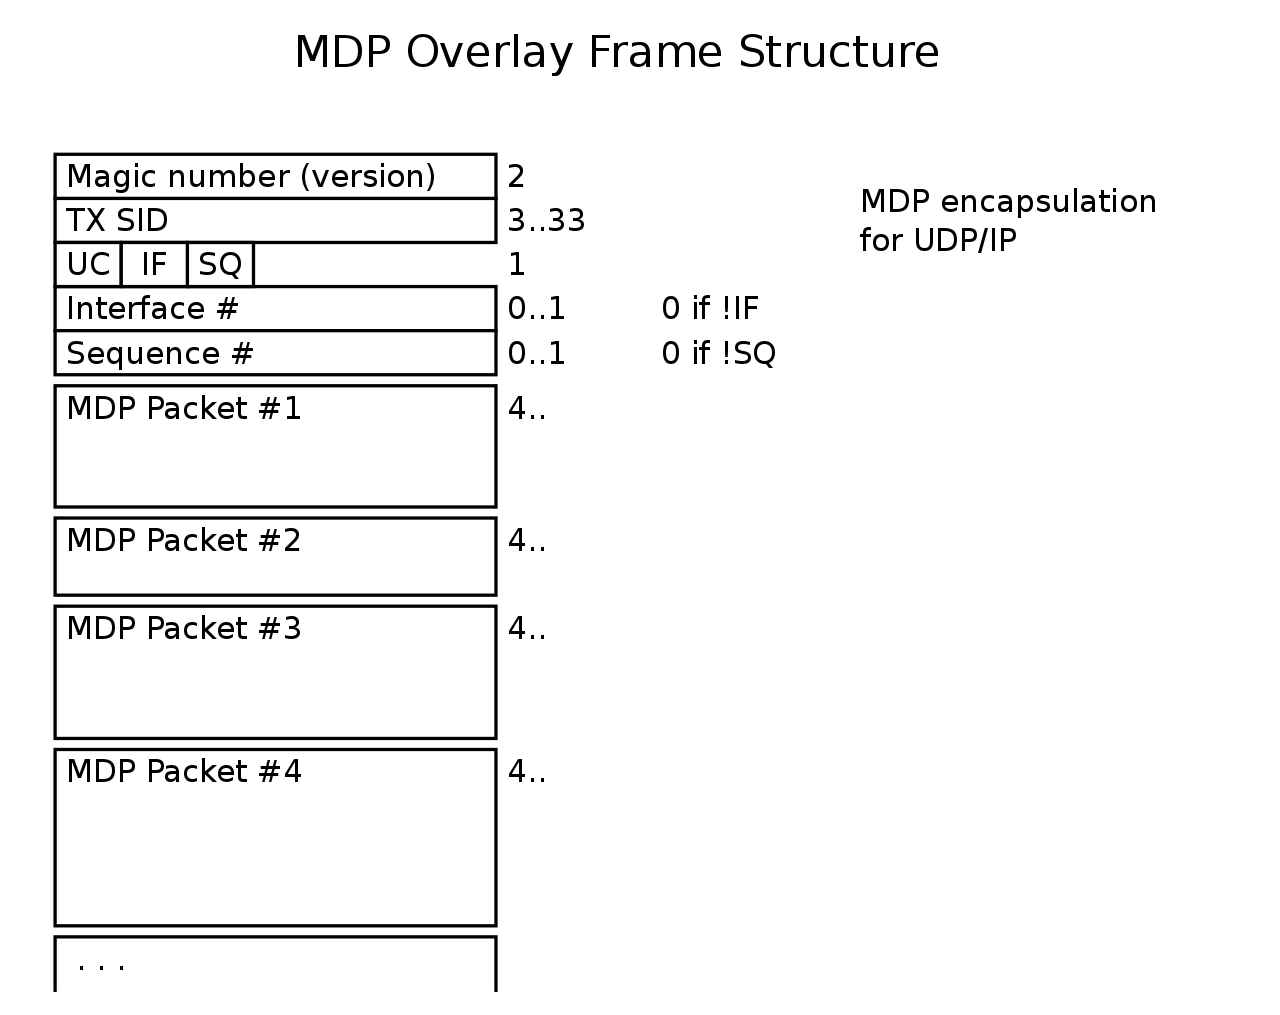 MDP Overlay Frame Structure
Magic number (version) 2
TX SID 3..33
MDP encapsulation
for UDP/IP
UC IF SQ 1
Interface # 0..1 0 if !IF
Sequence # 0..1 0 if !SQ
MDP Packet #1 4..
MDP Packet #2 4..
MDP Packet #3 4..
MDP Packet #4 4..
. . .